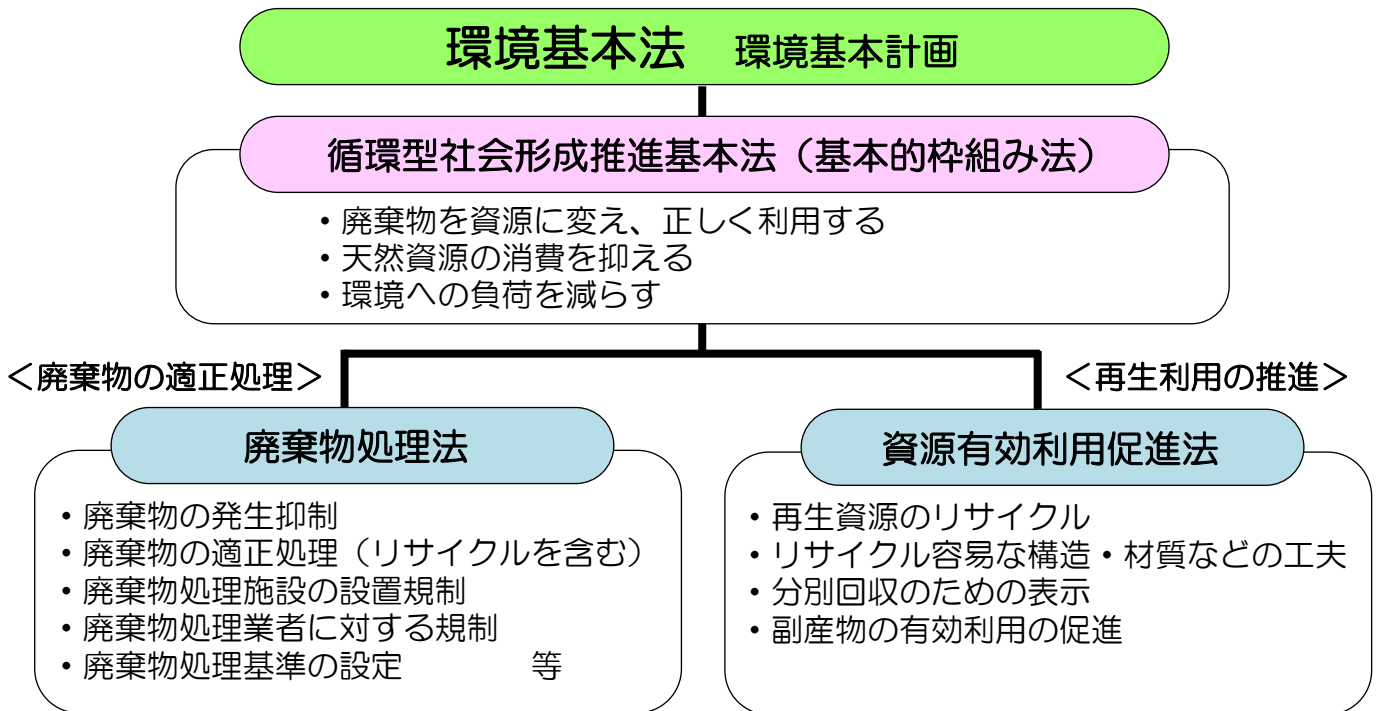 環境基本法 環境基本計画
循環型社会形成推進基本法（基本的枠組み法）
・廃棄物を資源に変え、正しく利用する
・天然資源の消費を抑える
・環境への負荷を減らす
＜廃棄物の適正処理＞
廃棄物処理法
・廃棄物の発生抑制
・廃棄物の適正処理（リサイクルを含む）
・廃棄物処理施設の設置規制
・廃棄物処理業者に対する規制
・廃棄物処理基準の設定 等
＜再生利用の推進＞
資源有効利用促進法
・再生資源のリサイクル
・リサイクル容易な構造・材質などの工夫
・分別回収のための表示
・副産物の有効利用の促進